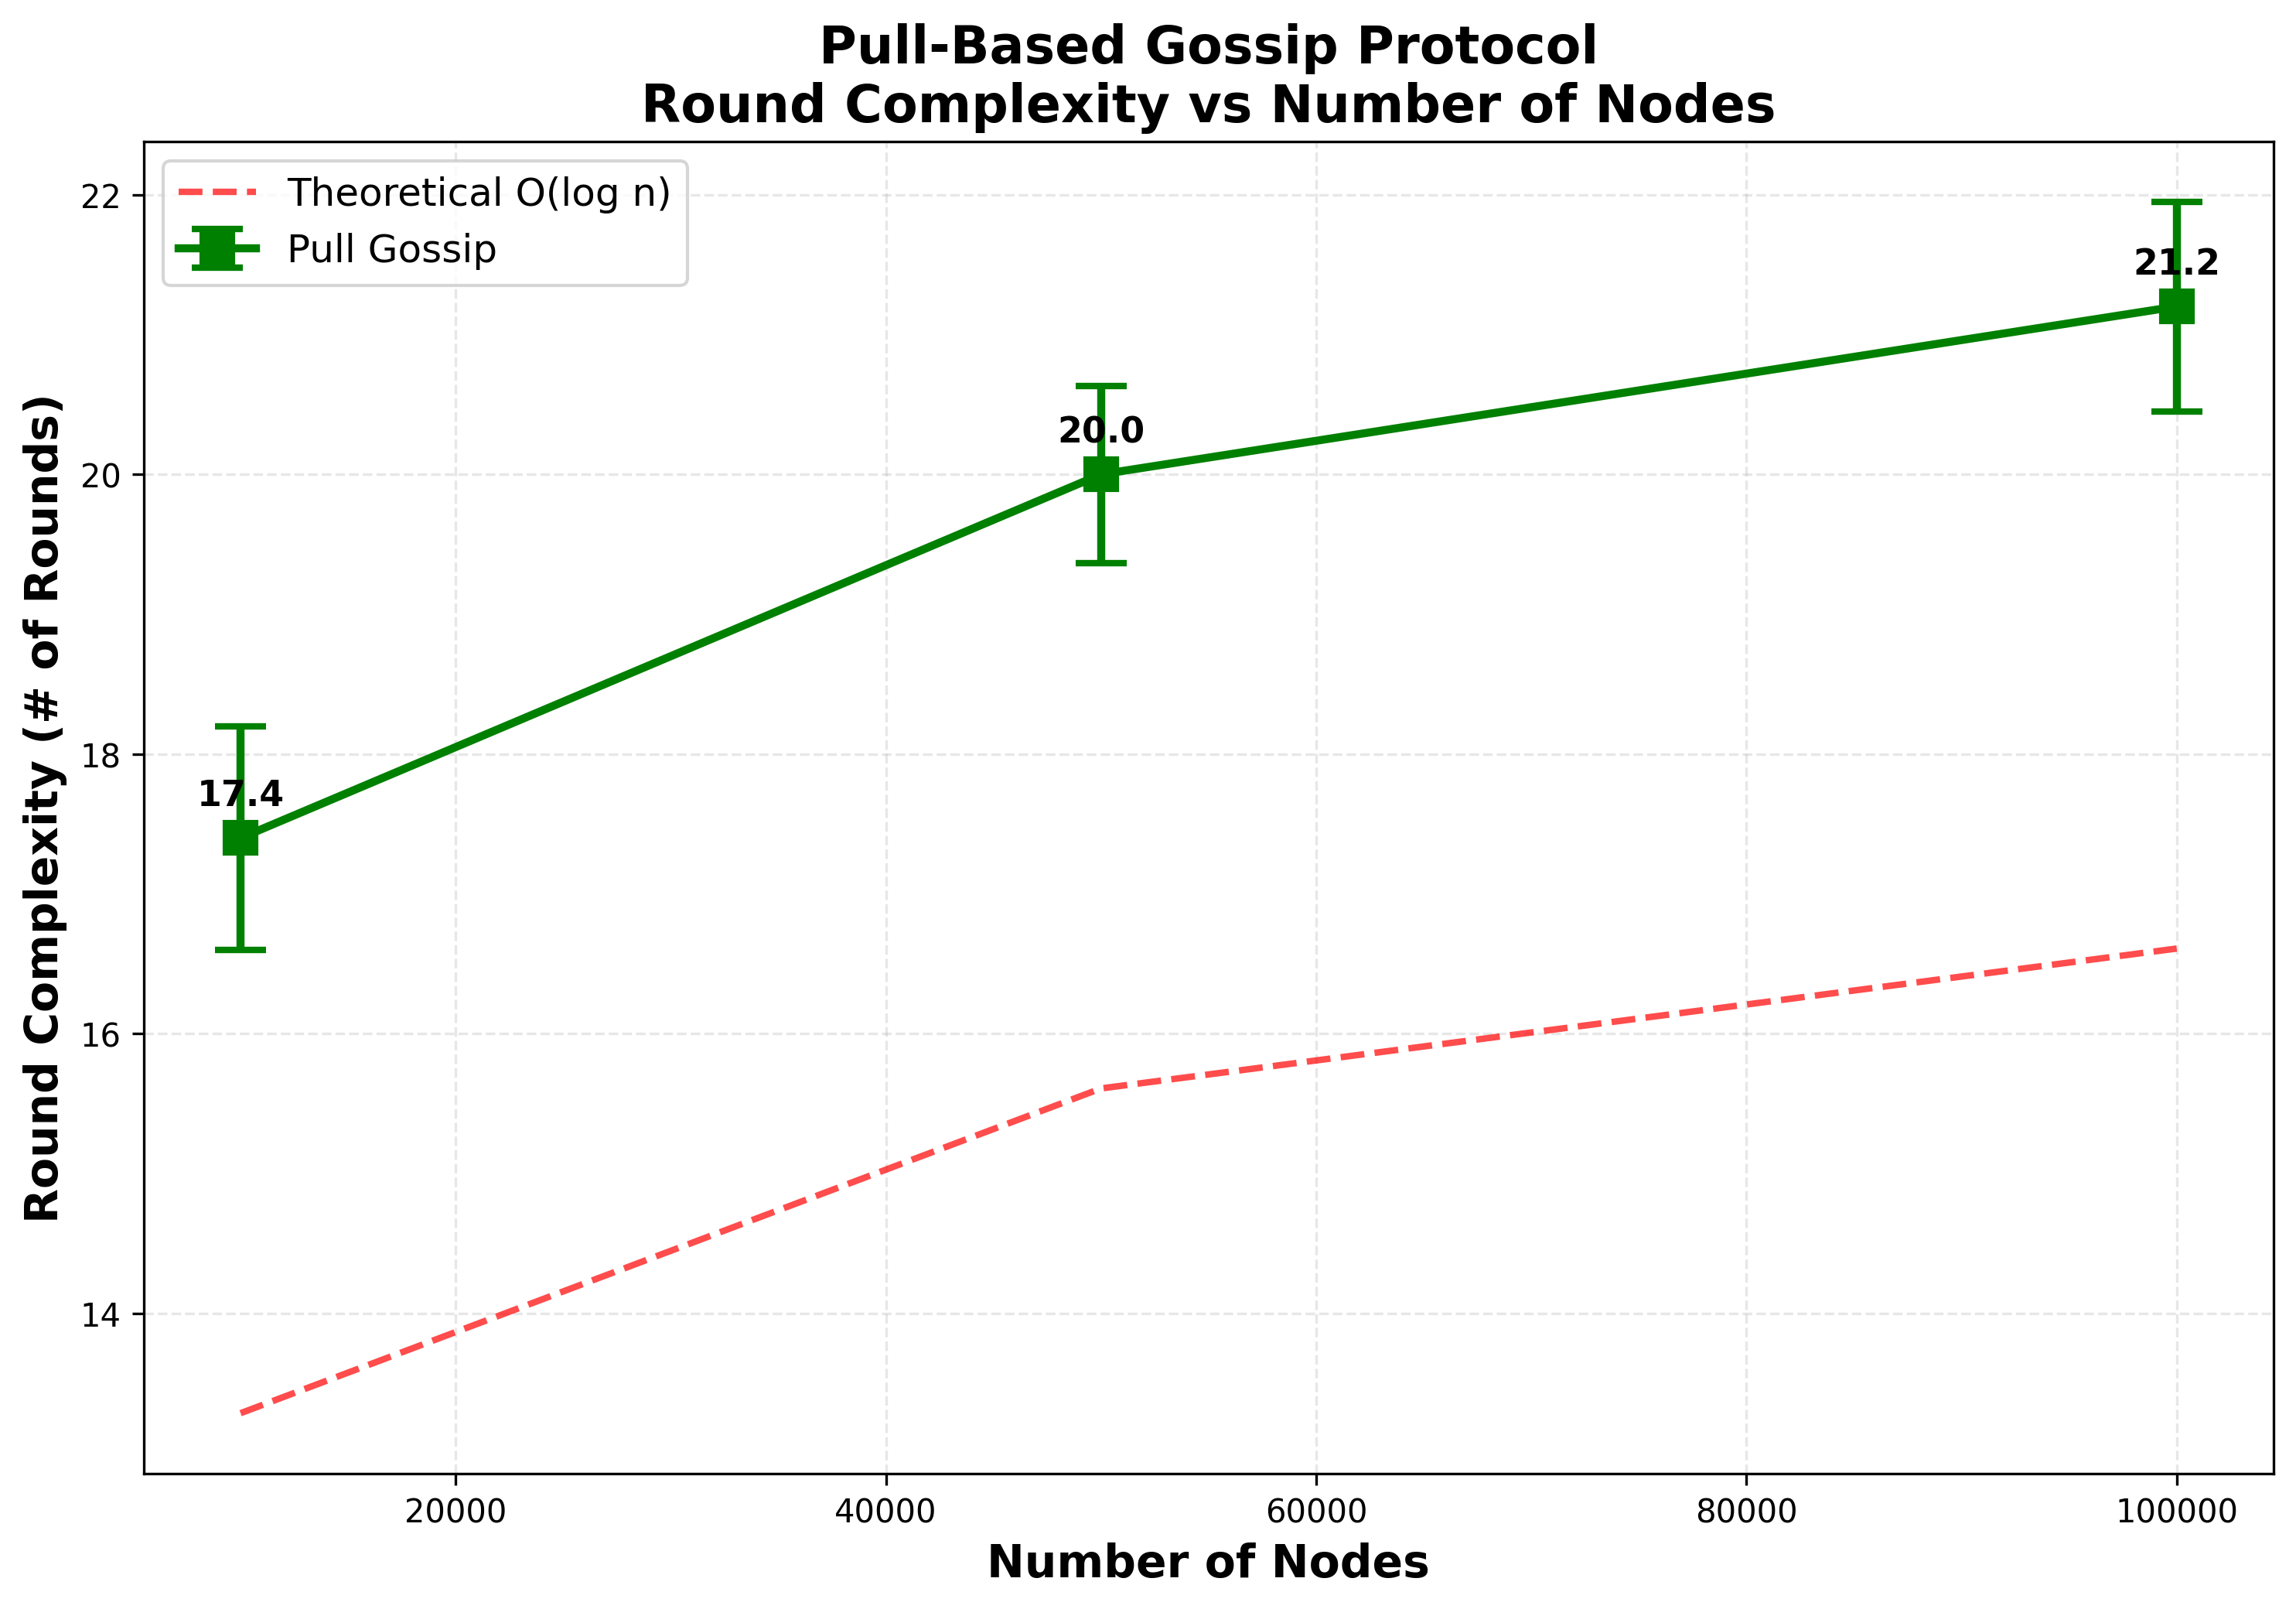 Pull-Based Gossip Protocol
Round Complexity vs Number of Nodes
Theoretical O(log n)
Pull Gossip
Round Complexity (# of Rounds)
22
20
18
16
14
17.4
20.0
21.2
20000 40000 60000 80000 100000
Number of Nodes